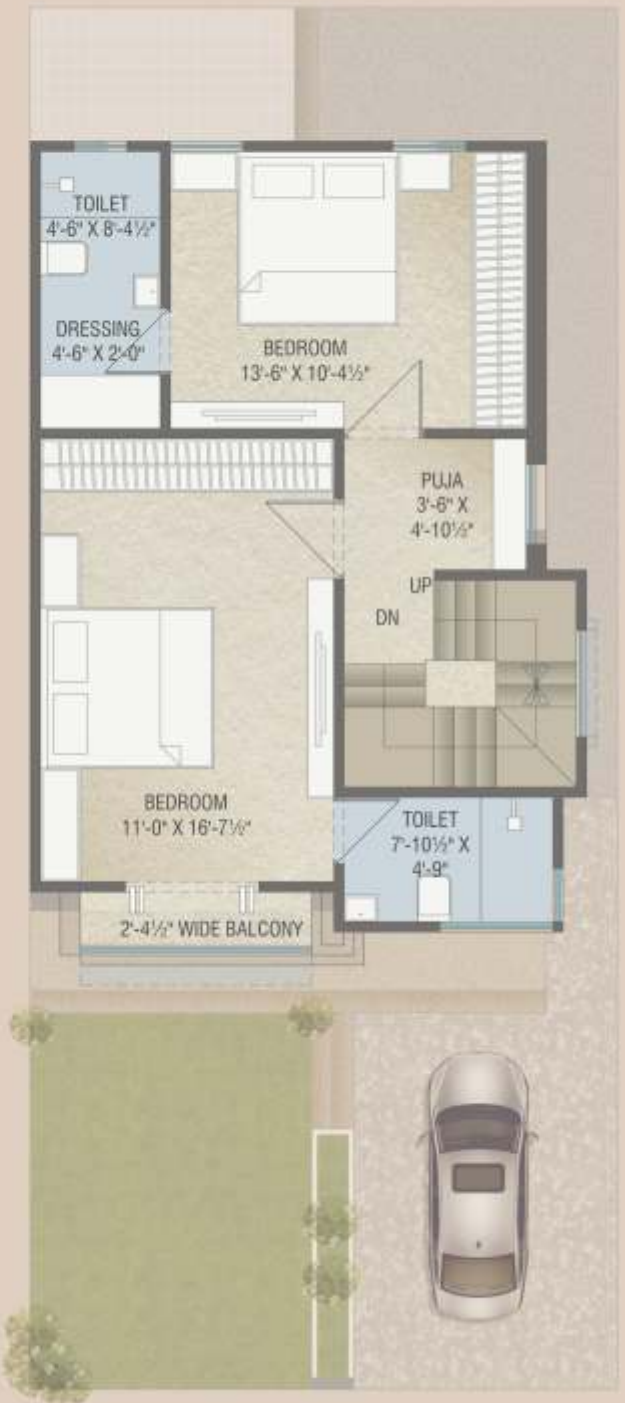 TOILET
4'-6" X 8'-4½"
DRESSING
4'-6" X 2'-0"
BEDROOM
13'-6" X 10'-4½"
PUJA
3'-6" X
4'-10½"
UP
DN
BEDROOM
11'-0" X 16'-7½"
TOILET
7'-10½" X
4'-9"
2'-4½" WIDE BALCONY